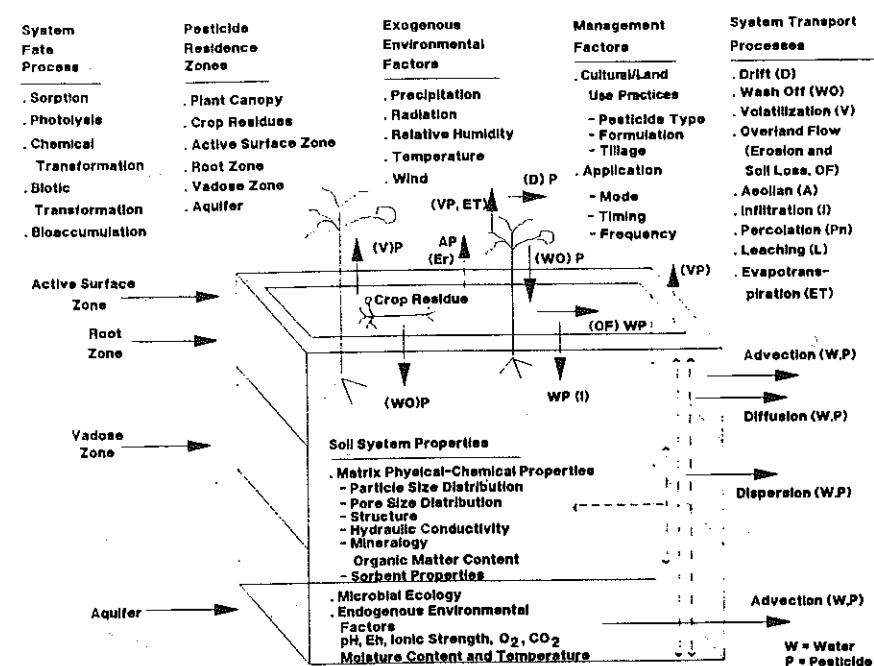 System
Fate
Process
. Sorption
. Photolysis
. Chemical
Transformation
. Biotic
Transformation
. Bioaccumulation
Pesticide
Residence
Zones
. Plant Canopy
. Crop Residues
. Active Surface Zone
. Root Zone
. Vadose Zone
. Aquifer
Exogenous
Environmental
Factors
. Precipitation
. Radiation
. Relative Humidity
. Temperature
. Wind
Management
Factors
. Cultural/Land
Use Practices
- Pesticide Type
- Formulation
- Tillage
. Application
- Mode
- Timing
- Frequency
System Transport
Processes
. Drift (D)
. Wash Off (WO)
. Volatilization (V)
. Overland Flow
(Erosion and
Soil Loss, OF)
. Aeolian (A)
. Infiltration (I)
. Percolation (Pn)
. Leaching (L)
. Evapotrans-
piration (ET)
(D) P
(VP, ET)
(V)P
AP
(Er)
(WO) P
(VP)
Active Surface
Zone
Crop Residue
(OF) WP
Root
Zone
Advection (W,P)
(WO)P
WP (I)
Diffusion (W,P)
Vadose
Zone
Soil System Properties
. Matrix Physical-Chemical Properties
- Particle Size Distribution
- Pore Size Distribution
- Structure
- Hydraulic Conductivity
- Mineralogy
Organic Matter Content
- Sorbent Properties
Dispersion (W,P)
. Microbial Ecology
. Endogenous Environmental
Factors
pH, Eh, Ionic Strength, O2, CO2
Moisture Content and Temperature
Aquifer
Advection (W,P)
W = Water
P = Pesticide